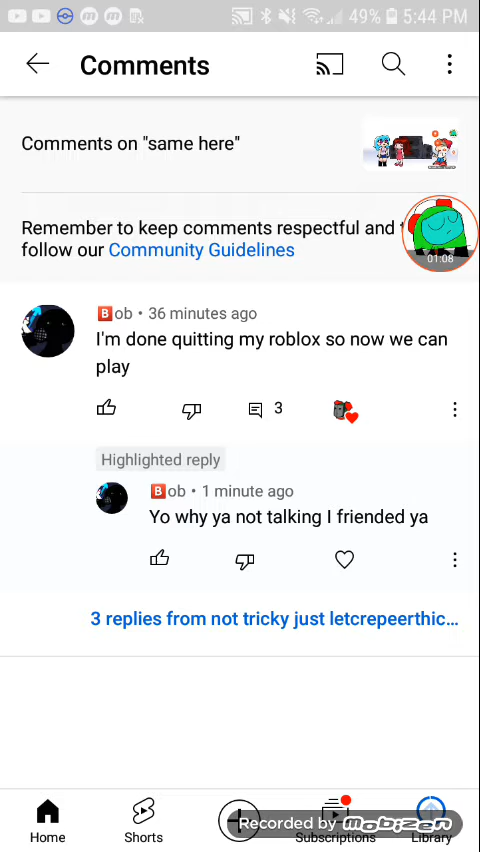 49% 5:44 PM
Comments
Comments on "same here"
Remember to keep comments respectful and
follow our Community Guidelines
01:08
🅱️ob • 36 minutes ago
I'm done quitting my roblox so now we can
play
3
Highlighted reply
🅱️ob • 1 minute ago
Yo why ya not talking I friended ya
3 replies from not tricky just letcrepeerthic...
Recorded by mobizen
Home Shorts Subscriptions Library